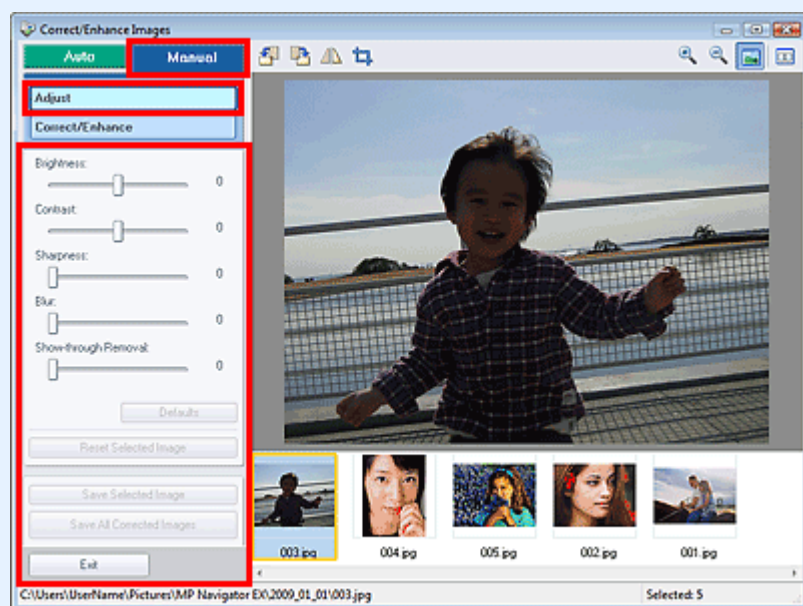 Correct/Enhance Images
Auto Manual
Adjust
Correct/Enhance
Brightness:
0
Contrast:
0
Sharpness:
0
Blur:
0
Show-through Removal:
0
Defaults
Reset Selected Image
Save Selected Image
Save All Corrected Images
Exit
003.jpg 004.jpg 005.jpg 002.jpg 001.jpg
C:\Users\UserName\Pictures\MP Navigator EX\2009_01_01\003.jpg Selected: 5